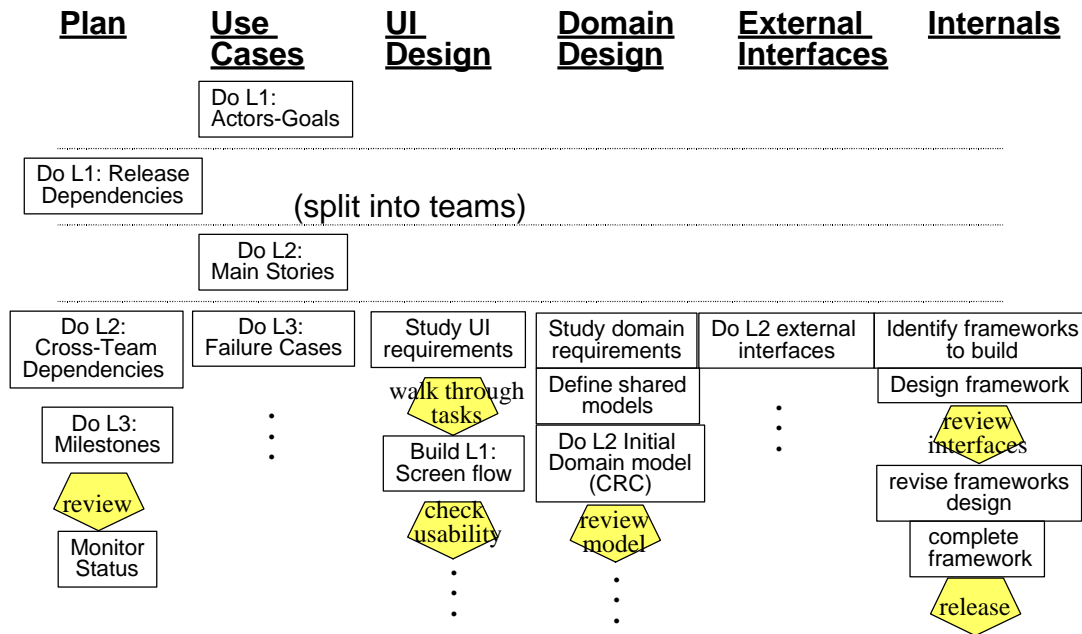 Plan
Use
Cases
UI
Design
Domain
Design
External
Interfaces
Internals
Do L1:
Actors-Goals
Do L1: Release
Dependencies
(split into teams)
Do L2:
Main Stories
Do L2:
Cross-Team
Dependencies
Do L3:
Failure Cases
Study UI
requirements
Study domain
requirements
Do L2 external
interfaces
Identify frameworks
to build
Do L3:
Milestones
review
Monitor
Status
walk through
tasks
Build L1:
Screen flow
check
usability
Define shared
models
Do L2 Initial
Domain model
(CRC)
review
model
Design framework
review
interfaces
revise frameworks
design
complete
framework
release